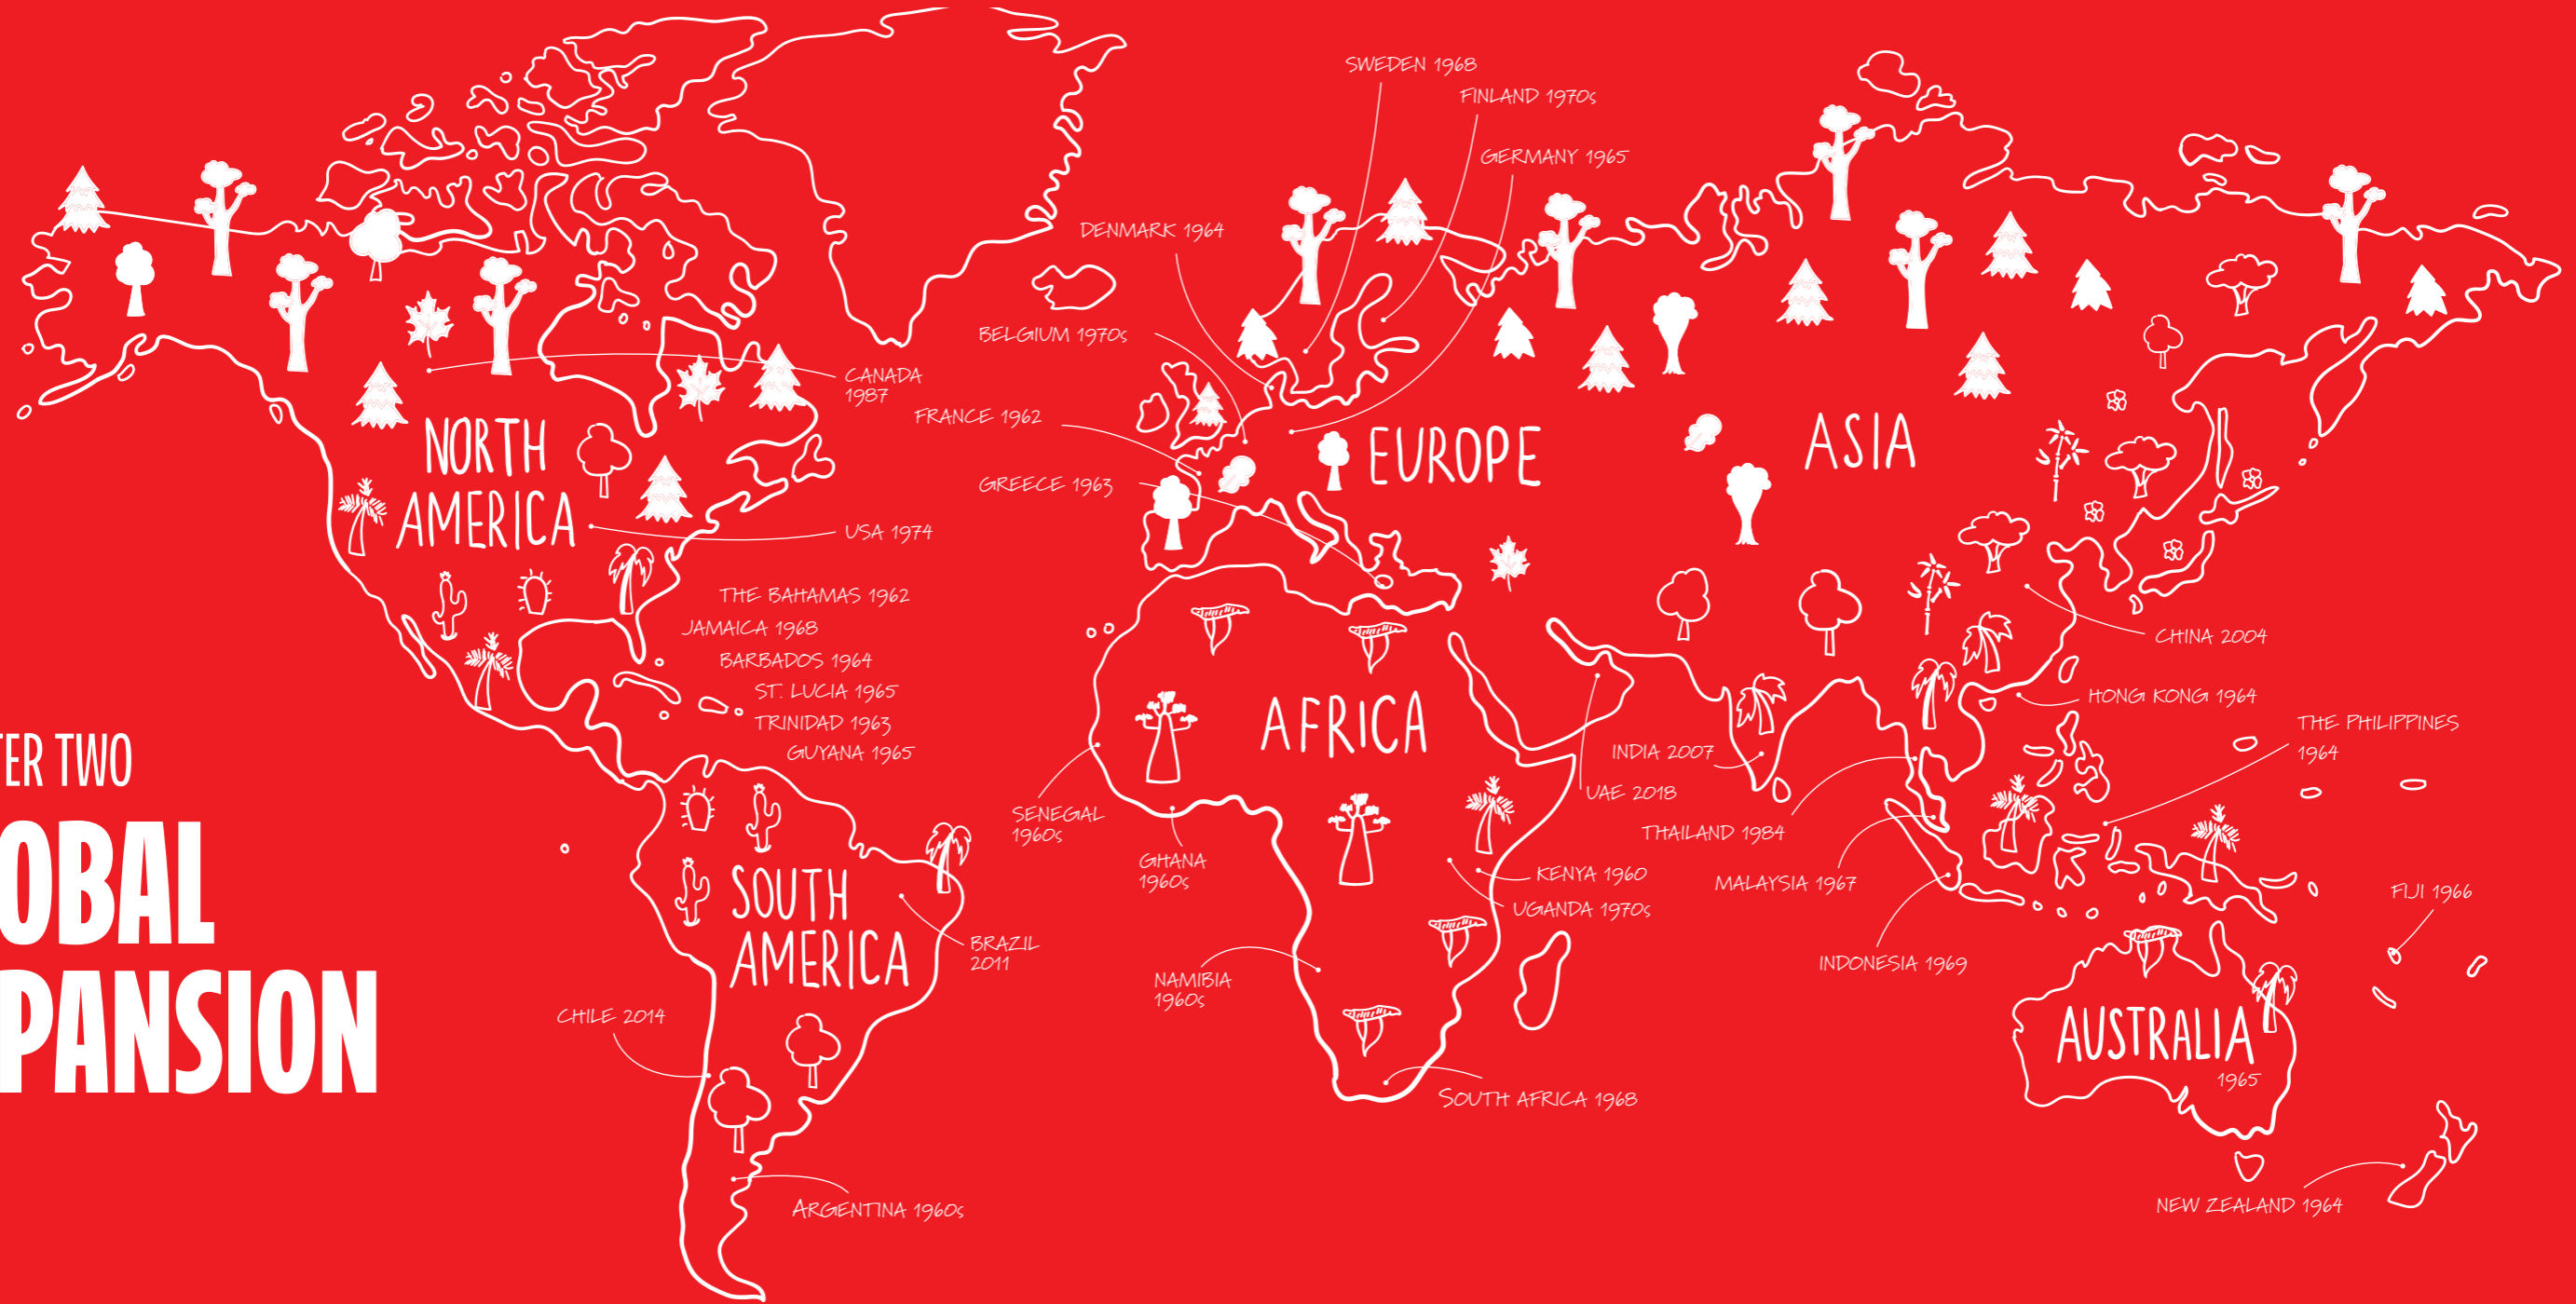 TER TWO
OBAL
PANSION
NORTH
AMERICA
CANADA
1987
USA 1974
THE BAHAMAS 1962
JAMAICA 1968
BARBADOS 1964
ST. LUCIA 1965
TRINIDAD 1963
GUYANA 1965
SOUTH
AMERICA
BRAZIL
2011
CHILE 2014
ARGENTINA 1960s
SWEDEN 1968
FINLAND 1970s
GERMANY 1965
DENMARK 1964
BELGIUM 1970s
FRANCE 1962
GREECE 1963
EUROPE
AFRICA
SENEGAL
1960s
GHANA
1960s
NAMIBIA
1960s
KENYA 1960
UGANDA 1970s
SOUTH AFRICA 1968
ASIA
UAE 2018
INDIA 2007
THAILAND 1984
MALAYSIA 1967
INDONESIA 1969
CHINA 2004
HONG KONG 1964
THE PHILIPPINES
1964
FIJI 1966
AUSTRALIA
1965
NEW ZEALAND 1964